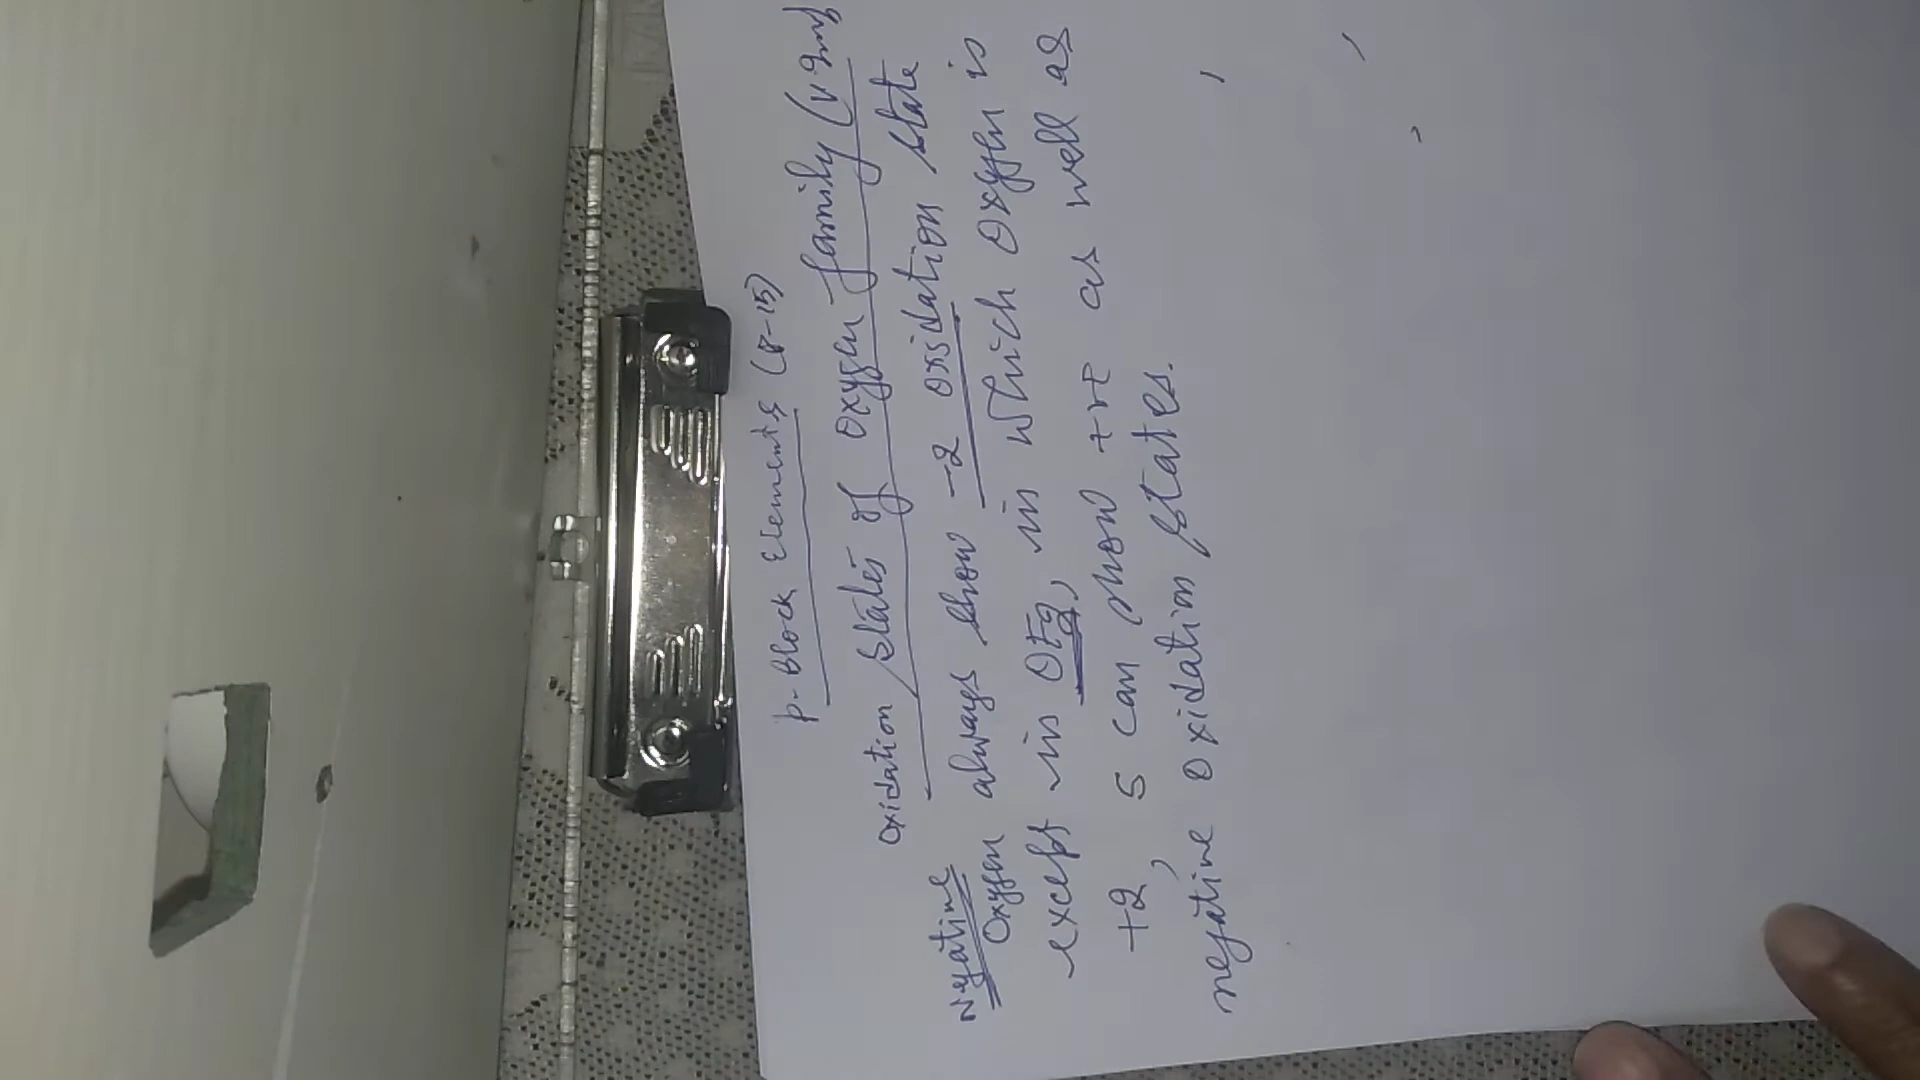 p-Block Elements (P-15)
Oxidation states of oxygen family (V
Negative
Oxygen always show -2 oxidation state
except in OF2, in which oxygen is
+2, S can show +ve as well as
negative oxidation states.